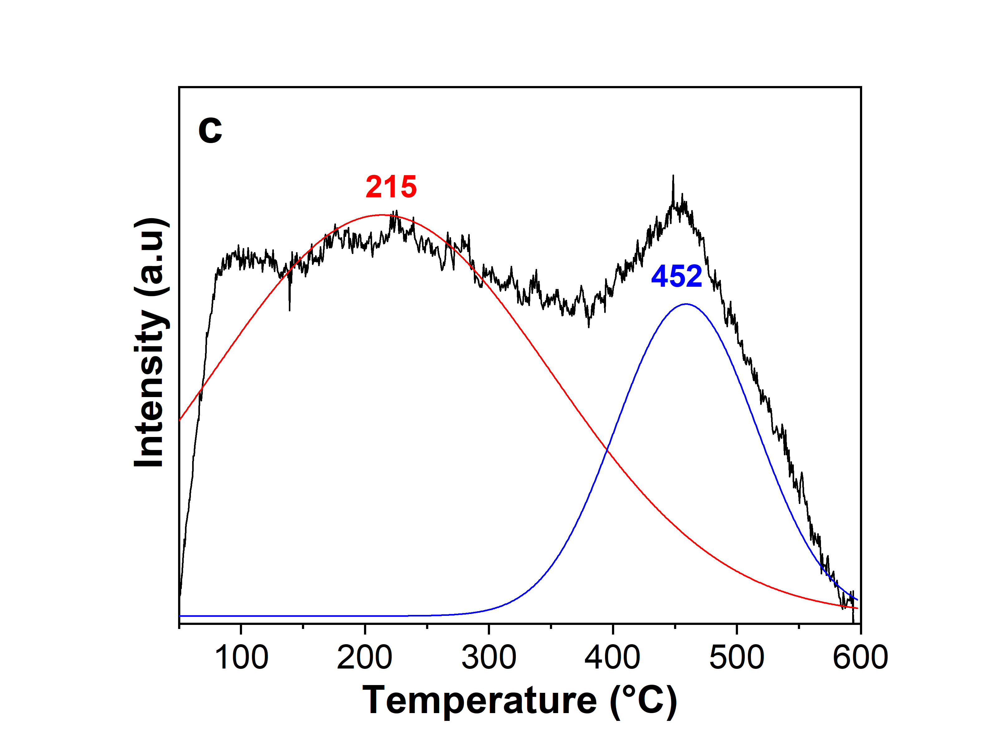 c
215
452
Intensity (a.u)
100 200 300 400 500 600
Temperature (°C)